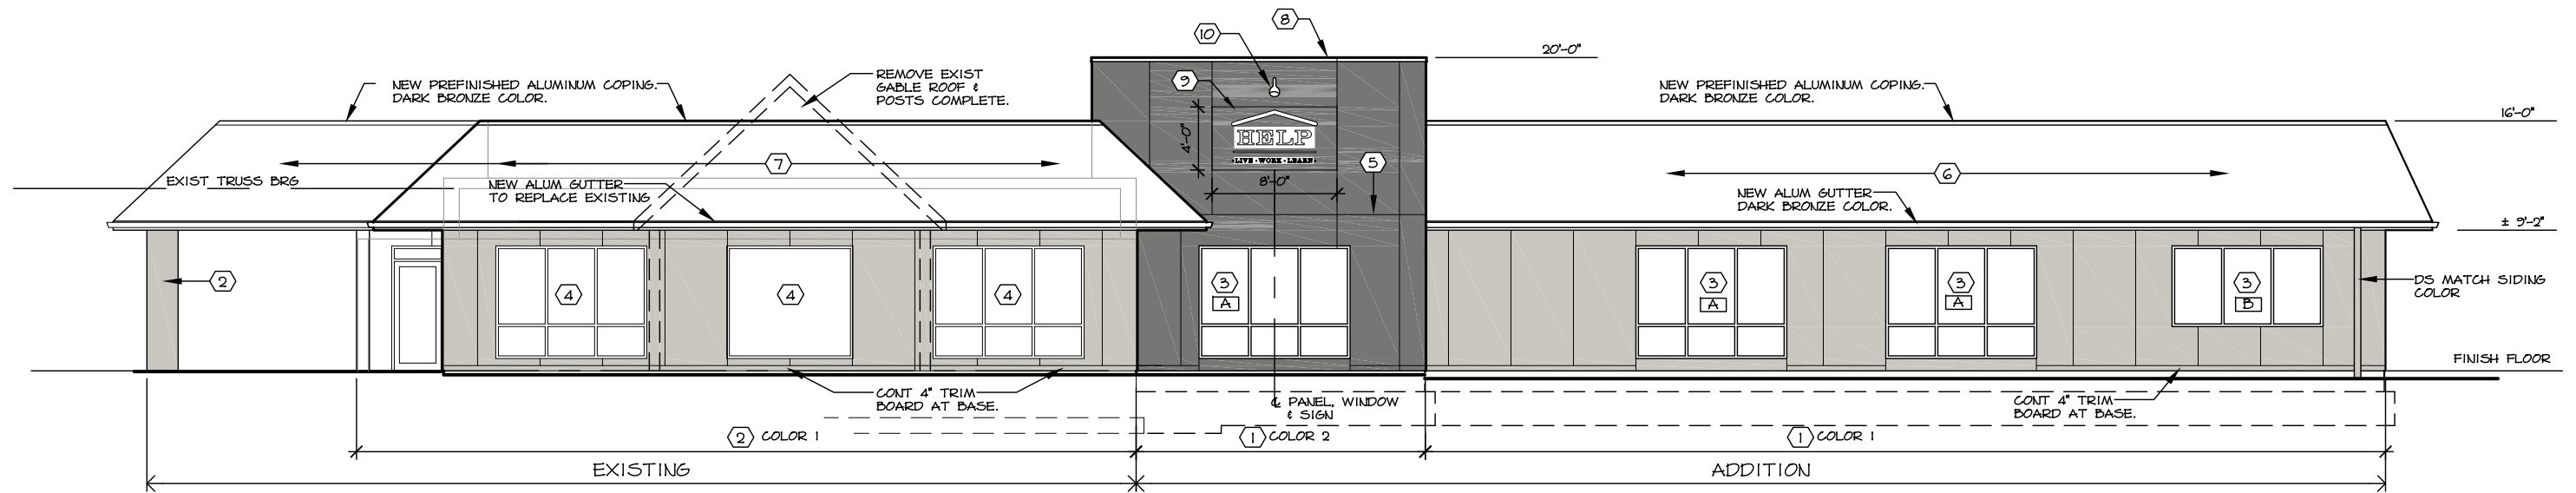 8
10
20'-0"
NEW PREFINISHED ALUMINUM COPING.
DARK BRONZE COLOR.
REMOVE EXIST
GABLE ROOF &
POSTS COMPLETE.
9
NEW PREFINISHED ALUMINUM COPING.
DARK BRONZE COLOR.
16'-0"
4'-0"
HELP
•LIVE•WORK•LEARN•
5
7
6
EXIST TRUSS BRG
NEW ALUM GUTTER
TO REPLACE EXISTING
8'-0"
NEW ALUM GUTTER
DARK BRONZE COLOR.
± 9'-2"
2
4
4
4
3
A
3
A
3
A
3
B
DS MATCH SIDING
COLOR
FINISH FLOOR
CONT 4" TRIM
BOARD AT BASE.
℄ PANEL, WINDOW
& SIGN
CONT 4" TRIM
BOARD AT BASE.
2 COLOR 1
1 COLOR 2
1 COLOR 1
EXISTING
ADDITION